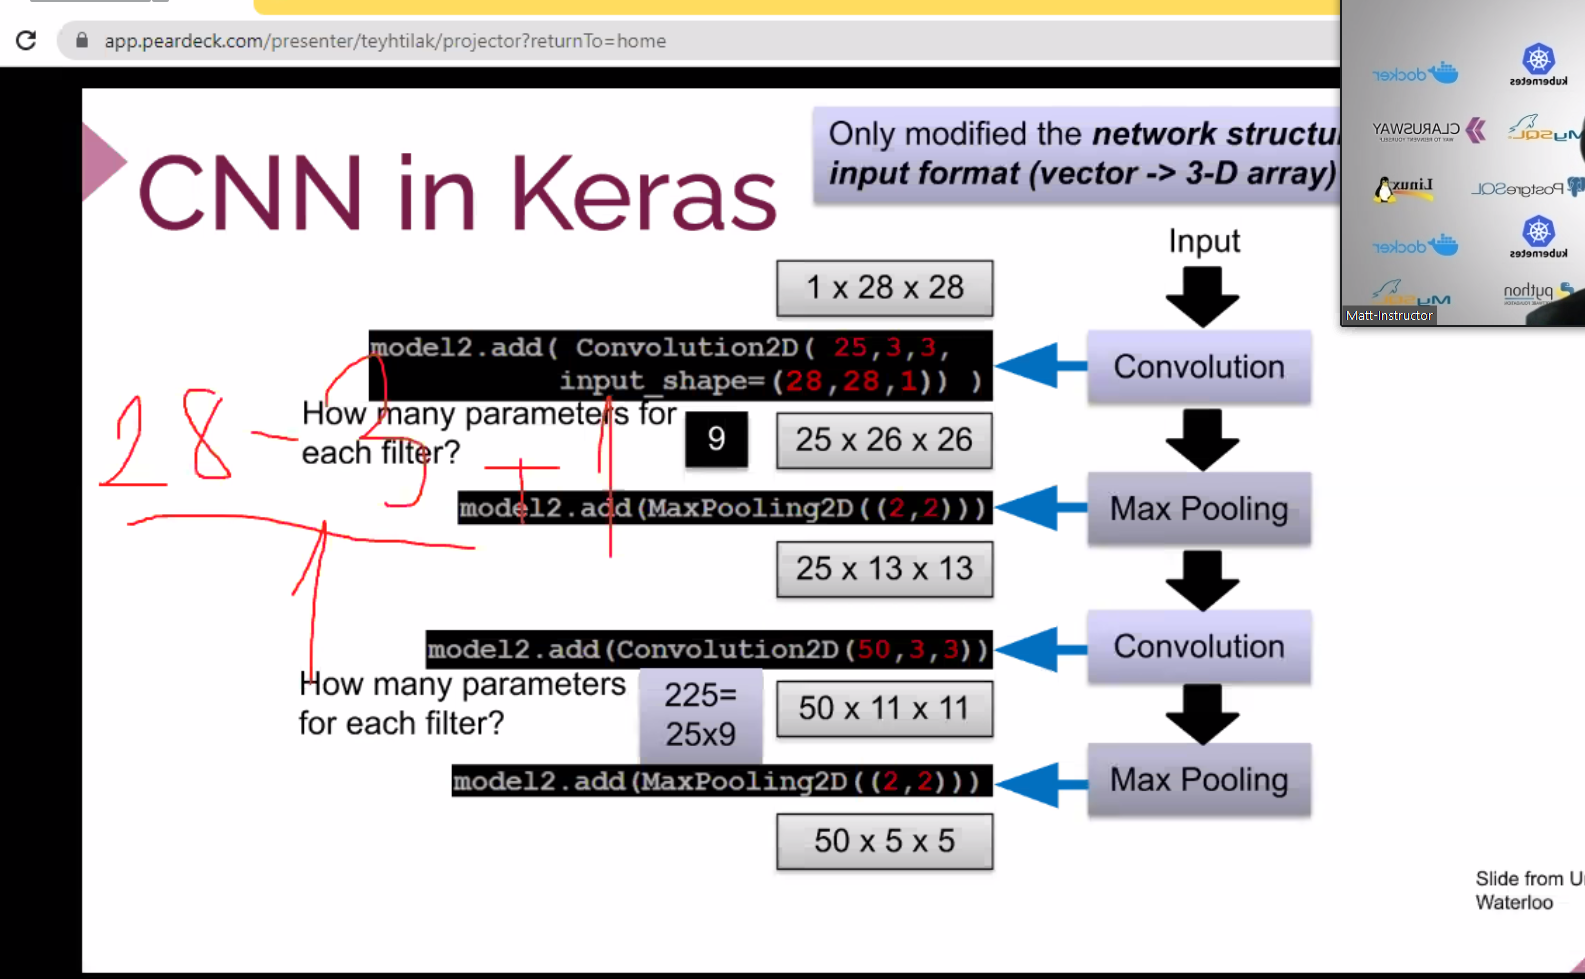 app.peardeck.com/presenter/teyhtilak/projector?returnTo=home
CNN in Keras
Only modified the network structu
input format (vector -> 3-D array)
Input
1 x 28 x 28
model2.add( Convolution2D( 25,3,3,
input_shape=(28,28,1)) )
Convolution
How many parameters for
each filter?
9
25 x 26 x 26
28 - 3 + 1
1
model2.add(MaxPooling2D((2,2)))
Max Pooling
25 x 13 x 13
model2.add(Convolution2D(50,3,3))
Convolution
How many parameters
for each filter?
225=
25x9
50 x 11 x 11
model2.add(MaxPooling2D((2,2)))
Max Pooling
50 x 5 x 5
Slide from U
Waterloo
docker
kubernetes
CLARUSWAY
WAY TO REINVENT YOURSELF
MySQL
Linux
PostgreSQL
docker
kubernetes
MySQL
python
Matt-Instructor